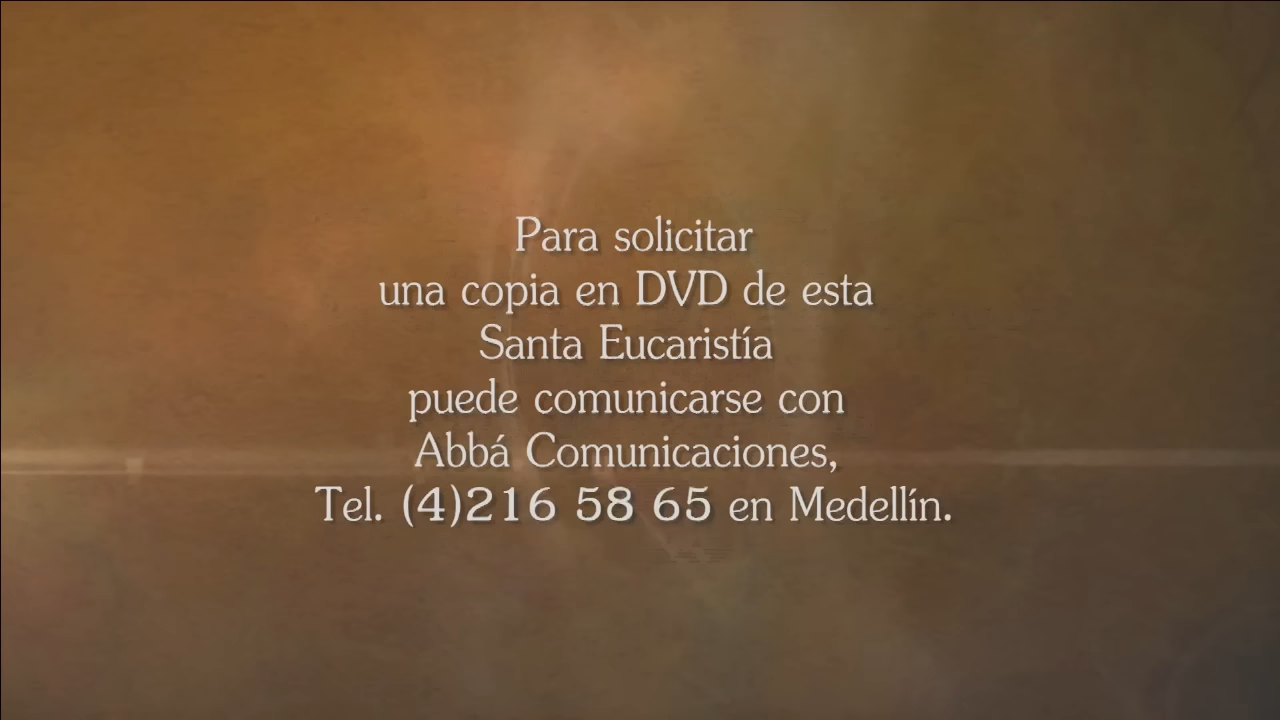 Para solicitar
una copia en DVD de esta
Santa Eucaristía
puede comunicarse con
Abbá Comunicaciones,
Tel. (4)216 58 65 en Medellín.